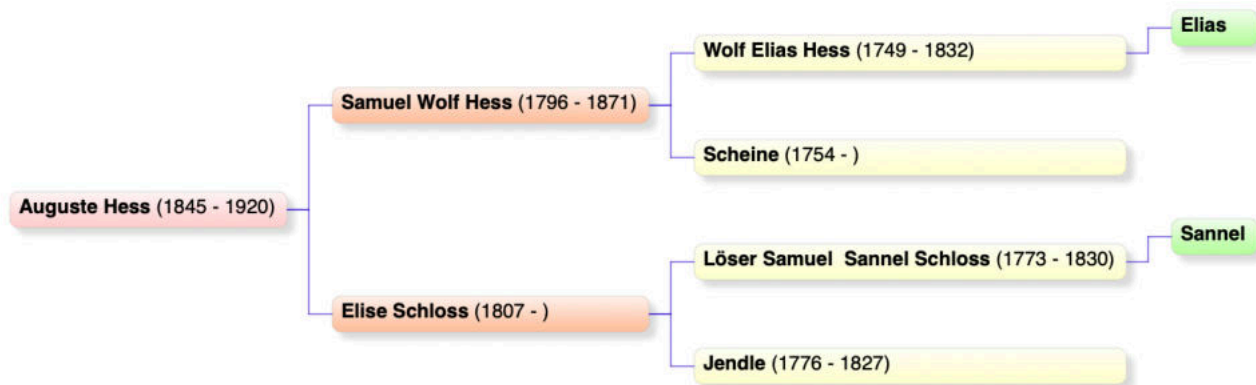 Elias
Wolf Elias Hess (1749 - 1832)
Samuel Wolf Hess (1796 - 1871)
Scheine (1754 - )
Auguste Hess (1845 - 1920)
Sannel
Löser Samuel  Sannel Schloss (1773 - 1830)
Elise Schloss (1807 - )
Jendle (1776 - 1827)